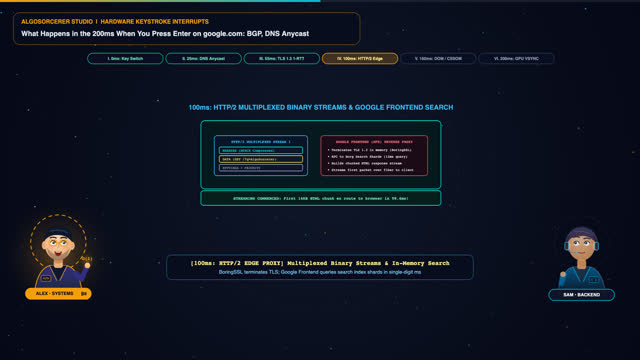 ALGOSORCERER STUDIO | HARDWARE KEYSTROKE INTERRUPTS
What Happens in the 200ms When You Press Enter on google.com: BGP, DNS Anycast
I. 0ms: Key Switch
II. 25ms: DNS Anycast
III. 55ms: TLS 1.3 1-RTT
IV. 100ms: HTTP/2 Edge
V. 150ms: DOM / CSSOM
VI. 200ms: GPU VSYNC
100ms: HTTP/2 MULTIPLEXED BINARY STREAMS & GOOGLE FRONTEND SEARCH
HTTP/2 MULTIPLEXED STREAM 1
HEADERS (HPACK Compressed)
DATA (GET /?q=algosorcerer)
SETTINGS + PRIORITY
GOOGLE FRONTEND (GFE) REVERSE PROXY
• Terminates TLS 1.3 in memory (BoringSSL)
• RPC to Borg Search Shards
• Builds chunked HTML response stream
• Streams first packet over fiber to client
STREAMING COMMENCED: First 16KB HTML chunk en route to browser in
[100ms: HTTP/2 EDGE PROXY] Multiplexed Binary Streams & In-Memory Search
BoringSSL terminates TLS; Google Frontend queries search index shards in single-digit ms
ALEX · SYSTEMS
SAM · BACKEND